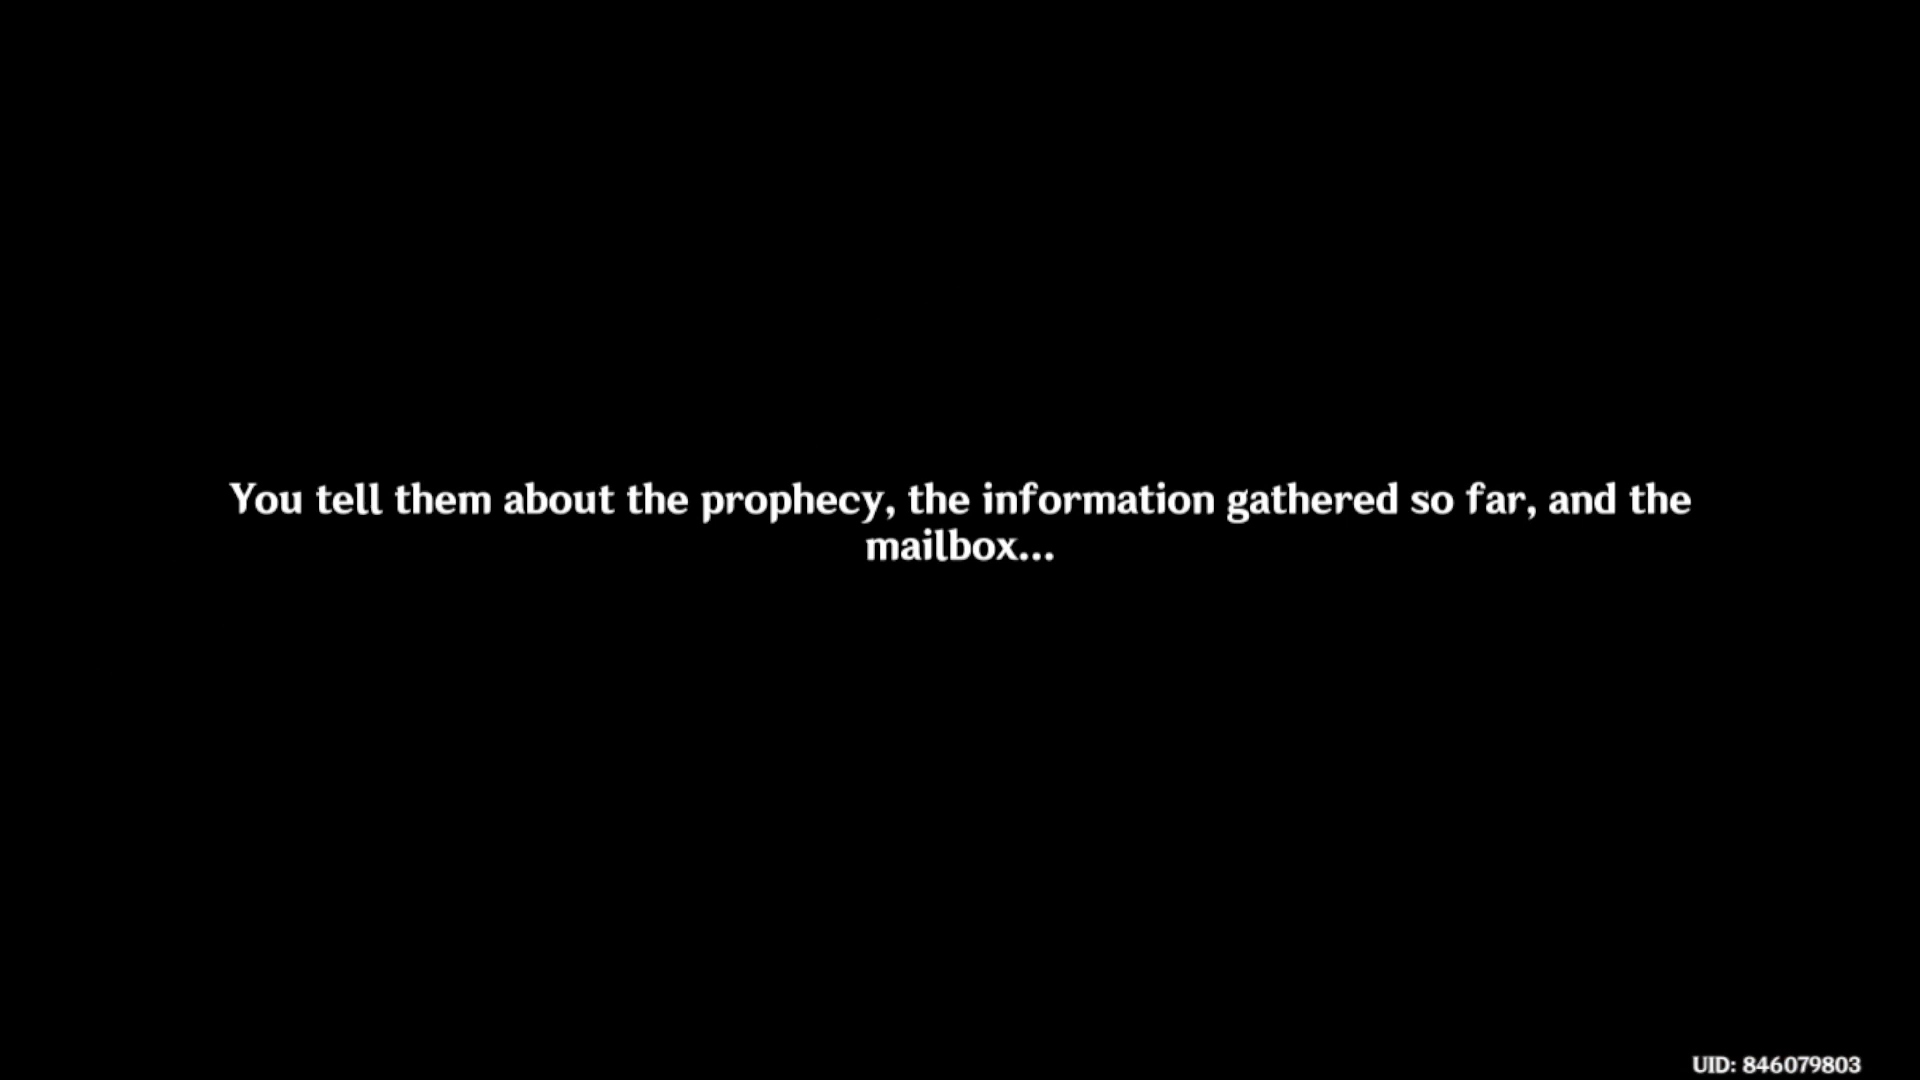 You tell them about the prophecy, the information gathered so far, and the
mailbox...
UID: 846079803